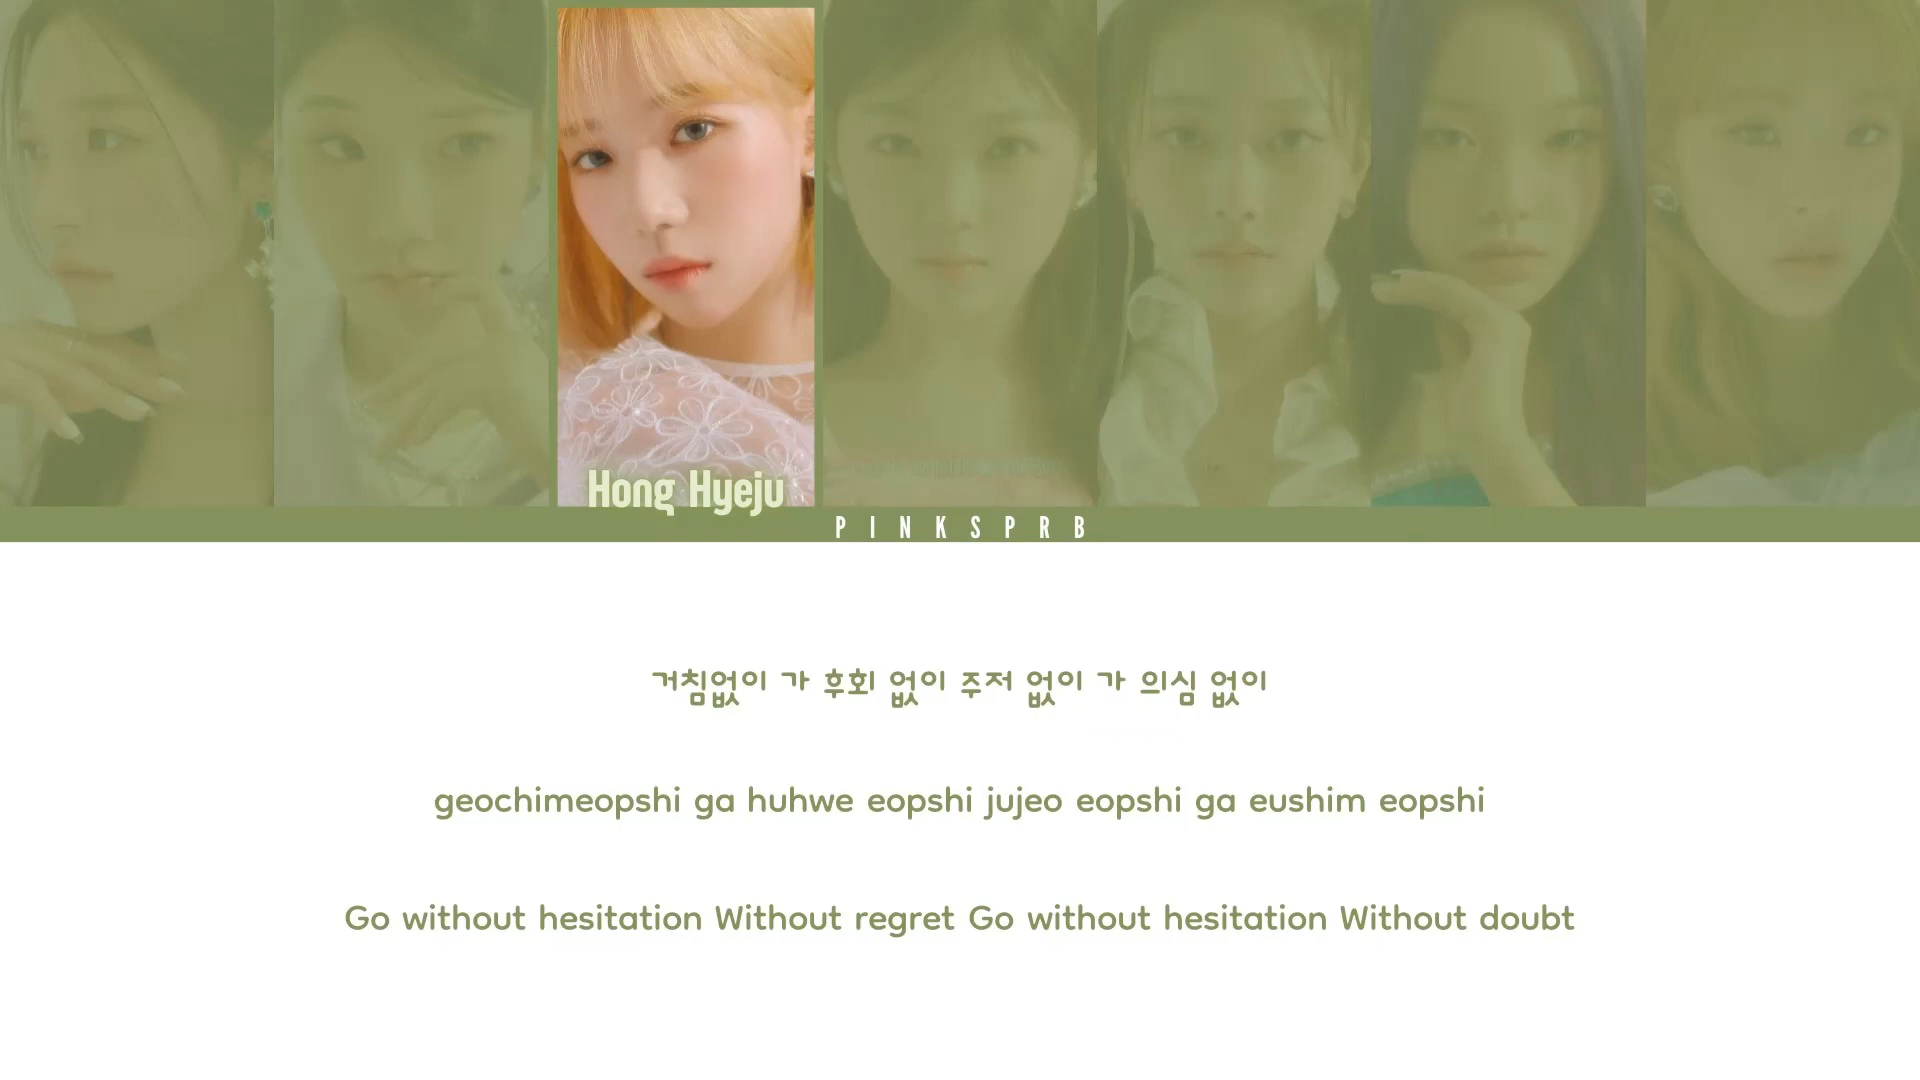 Hong Hyeju
PINKSPRB
거침없이 가 후회 없이 주저 없이 가 의심 없이
geochimeopshi ga huhwe eopshi jujeo eopshi ga eushim eopshi
Go without hesitation Without regret Go without hesitation Without doubt